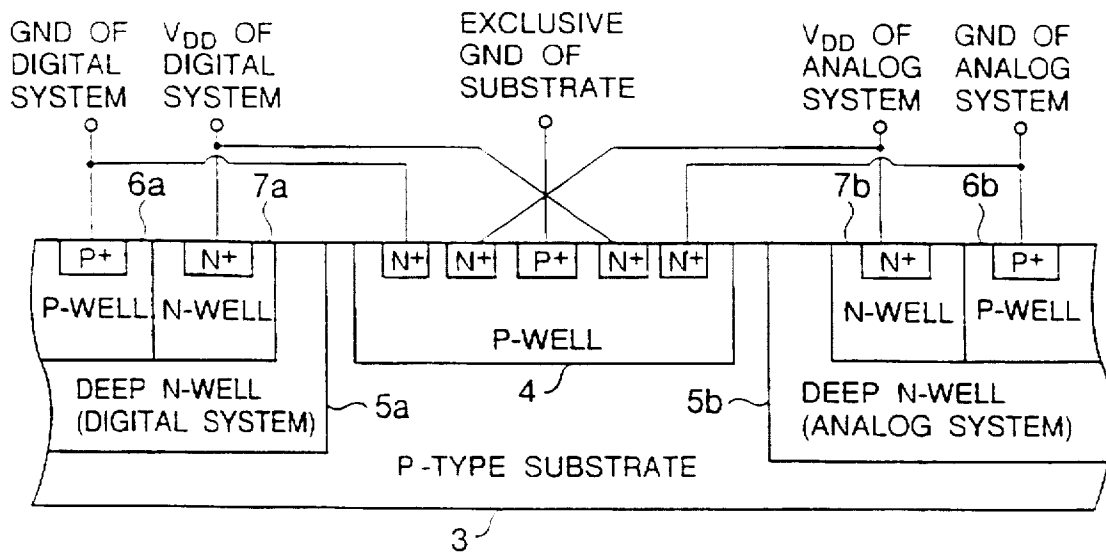 GND OF
DIGITAL
SYSTEM
VDD OF
DIGITAL
SYSTEM
EXCLUSIVE
GND OF
SUBSTRATE
VDD OF
ANALOG
SYSTEM
GND OF
ANALOG
SYSTEM
6a
7a
7b
6b
P+
N+
N+
N+
P+
N+
N+
N+
P+
P-WELL
N-WELL
P-WELL
N-WELL
P-WELL
DEEP N-WELL
(DIGITAL SYSTEM)
5a
4
5b
DEEP N-WELL
(ANALOG SYSTEM)
P-TYPE SUBSTRATE
3